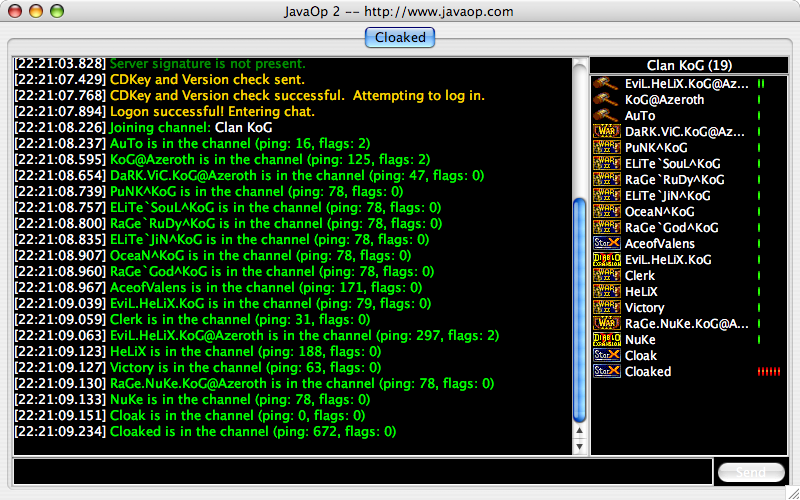 JavaOp 2 -- http://www.javaop.com
Cloaked
[22:21:03.828] Server signature is not present.
[22:21:07.429] CDKey and Version check sent.
[22:21:07.768] CDKey and Version check successful.  Attempting to log in.
[22:21:07.894] Logon successful! Entering chat.
[22:21:08.226] Joining channel: Clan KoG
[22:21:08.237] AuTo is in the channel (ping: 16, flags: 2)
[22:21:08.595] KoG@Azeroth is in the channel (ping: 125, flags: 2)
[22:21:08.654] DaRK.ViC.KoG@Azeroth is in the channel (ping: 47, flags: 0)
[22:21:08.739] PuNK^KoG is in the channel (ping: 78, flags: 0)
[22:21:08.757] ELiTe`SouL^KoG is in the channel (ping: 78, flags: 0)
[22:21:08.800] RaGe`RuDy^KoG is in the channel (ping: 78, flags: 0)
[22:21:08.835] ELiTe`JiN^KoG is in the channel (ping: 78, flags: 0)
[22:21:08.907] OceaN^KoG is in the channel (ping: 78, flags: 0)
[22:21:08.960] RaGe`God^KoG is in the channel (ping: 78, flags: 0)
[22:21:08.967] AceofValens is in the channel (ping: 171, flags: 0)
[22:21:09.039] EviL.HeLiX.KoG is in the channel (ping: 79, flags: 0)
[22:21:09.059] Clerk is in the channel (ping: 31, flags: 0)
[22:21:09.063] EviL.HeLiX.KoG@Azeroth is in the channel (ping: 297, flags: 2)
[22:21:09.123] HeLiX is in the channel (ping: 188, flags: 0)
[22:21:09.127] Victory is in the channel (ping: 63, flags: 0)
[22:21:09.130] RaGe.NuKe.KoG@Azeroth is in the channel (ping: 78, flags: 0)
[22:21:09.133] NuKe is in the channel (ping: 78, flags: 0)
[22:21:09.151] Cloak is in the channel (ping: 0, flags: 0)
[22:21:09.234] Cloaked is in the channel (ping: 672, flags: 0)
Clan KoG (19)
EviL.HeLiX.KoG@Az...
KoG@Azeroth
AuTo
WAR DaRK.ViC.KoG@Az...
PuNK^KoG
ELiTe`SouL^KoG
RaGe`RuDy^KoG
ELiTe`JiN^KoG
OceaN^KoG
RaGe`God^KoG
StarX AceofValens
DIABLO EXPANSION EviL.HeLiX.KoG
Clerk
HeLiX
Victory
WAR RaGe.NuKe.KoG@A...
DIABLO EXPANSION NuKe
StarX Cloak
StarX Cloaked
Send